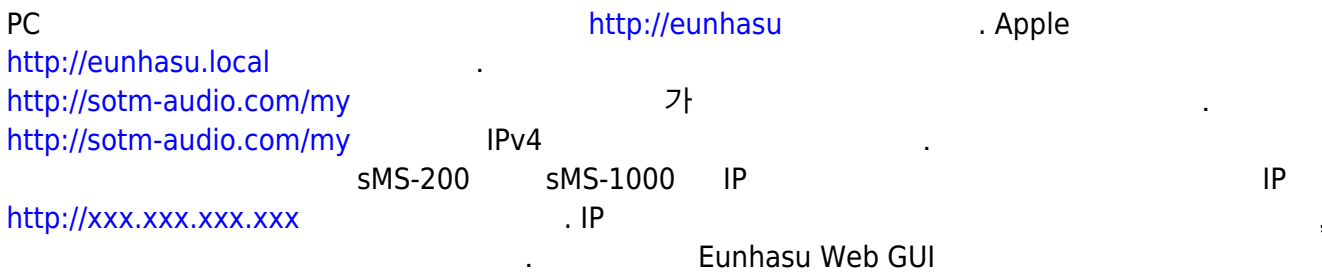 PC http://eunhasu . Apple
http://eunhasu.local .
http://sotm-audio.com/my 가 .
http://sotm-audio.com/my IPv4 .
sMS-200 sMS-1000 IP IP
http://xxx.xxx.xxx.xxx . IP ,
. Eunhasu Web GUI